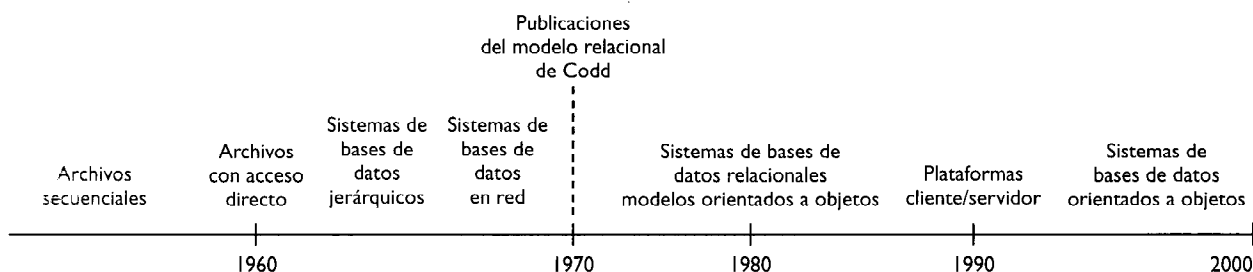 Publicaciones
del modelo relacional
de Codd
Archivos
secuenciales
Archivos
con acceso
directo
Sistemas de
bases de
datos
jerárquicos
Sistemas de
bases de
datos
en red
Sistemas de bases de
datos relacionales
modelos orientados a objetos
Plataformas
cliente/servidor
Sistemas de
bases de datos
orientados a objetos
1960
1970
1980
1990
2000